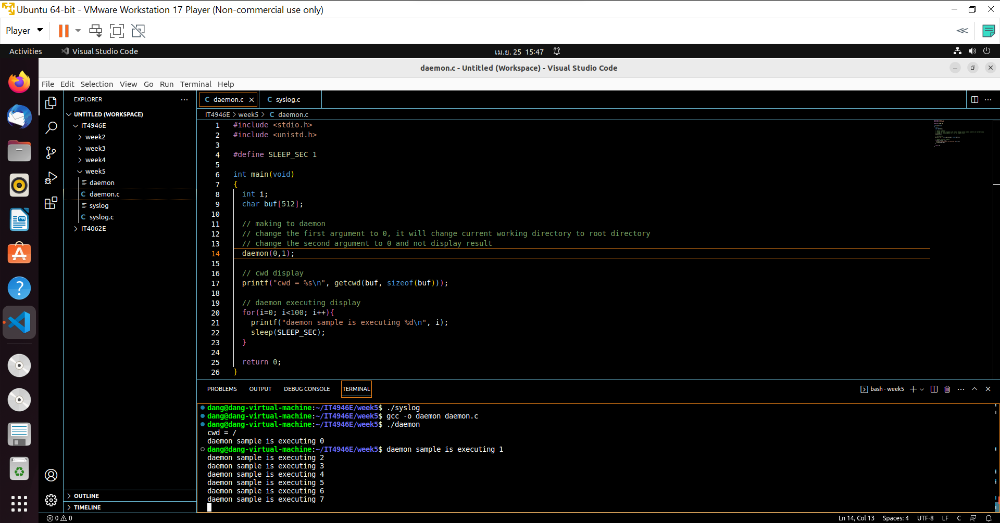 Ubuntu 64-bit - VMware Workstation 17 Player (Non-commercial use only)
Player
Activities
Visual Studio Code
เม.ย. 25 15:47
daemon.c - Untitled (Workspace) - Visual Studio Code
File Edit Selection View Go Run Terminal Help
EXPLORER
UNTITLED (WORKSPACE)
IT4946E
week2
week3
week4
week5
daemon
C daemon.c
syslog
C syslog.c
IT4062E
OUTLINE
TIMELINE
C daemon.c
C syslog.c
IT4946E > week5 > C daemon.c
1 #include <stdio.h>
2 #include <unistd.h>
3
4 #define SLEEP_SEC 1
5
6 int main(void)
7 {
8 int i;
9 char buf[512];
10
11 // making to daemon
12 // change the first argument to 0, it will change current working directory to root directory
13 // change the second argument to 0 and not display result
14 daemon(0,1);
15
16 // cwd display
17 printf("cwd = %s\n", getcwd(buf, sizeof(buf)));
18
19 // daemon executing display
20 for(i=0; i<100; i++){
21 printf("daemon sample is executing %d\n", i);
22 sleep(SLEEP_SEC);
23 }
24
25 return 0;
26 }
PROBLEMS OUTPUT DEBUG CONSOLE TERMINAL
bash - week5
dang@dang-virtual-machine:~/IT4946E/week5$ ./syslog
dang@dang-virtual-machine:~/IT4946E/week5$ gcc -o daemon daemon.c
dang@dang-virtual-machine:~/IT4946E/week5$ ./daemon
cwd = /
daemon sample is executing 0
dang@dang-virtual-machine:~/IT4946E/week5$ daemon sample is executing 1
daemon sample is executing 2
daemon sample is executing 3
daemon sample is executing 4
daemon sample is executing 5
daemon sample is executing 6
daemon sample is executing 7
0 0
Ln 14, Col 13 Spaces: 4 UTF-8 LF C